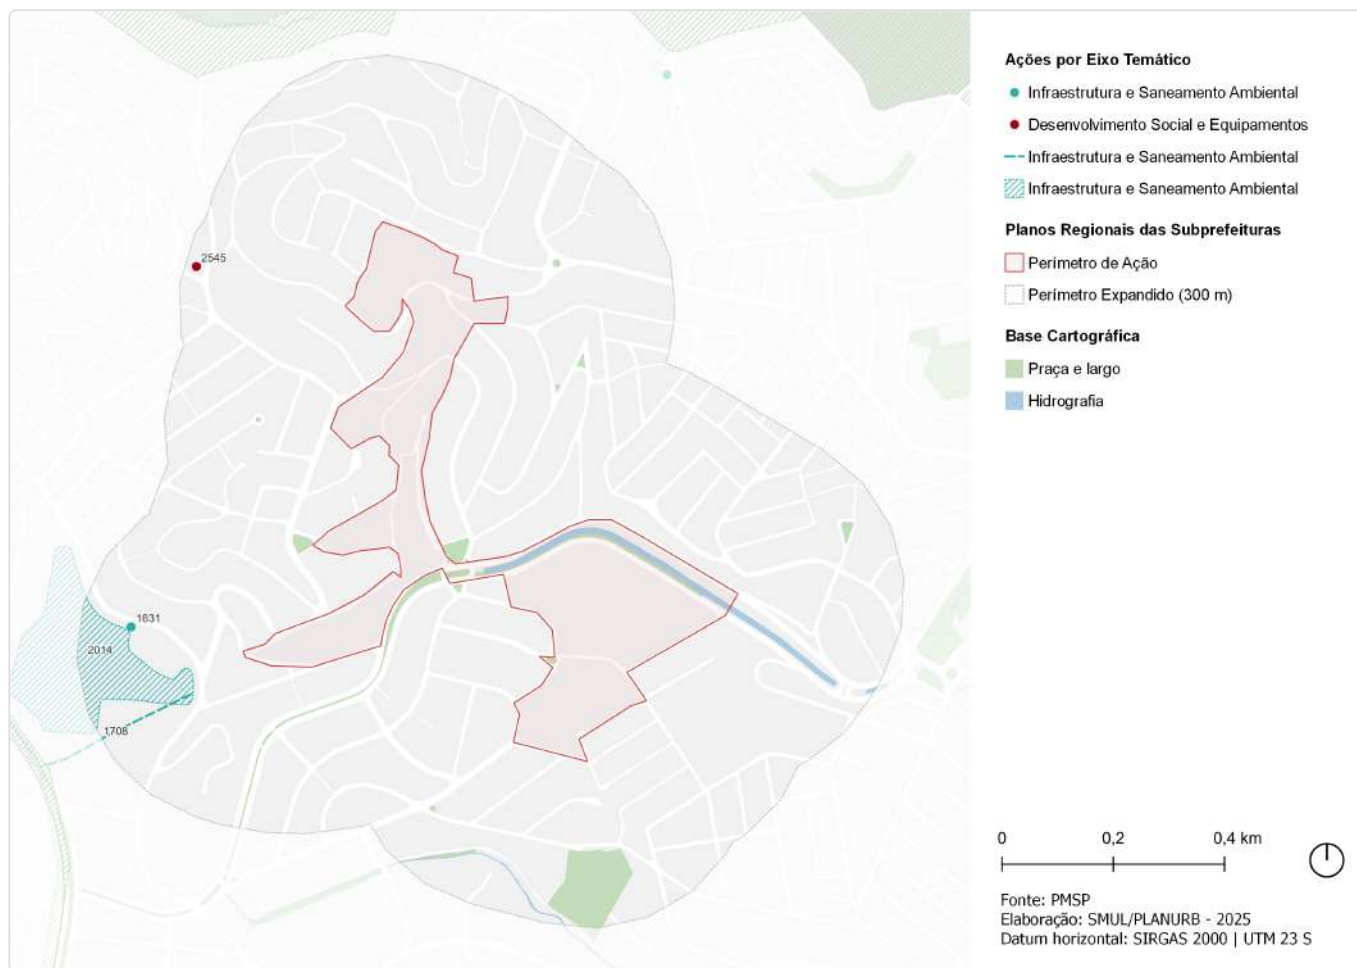 Ações por Eixo Temático
Infraestrutura e Saneamento Ambiental
Desenvolvimento Social e Equipamentos
Infraestrutura e Saneamento Ambiental
Infraestrutura e Saneamento Ambiental
Planos Regionais das Subprefeituras
Perímetro de Ação
Perímetro Expandido (300 m)
Base Cartográfica
Praça e largo
Hidrografia
2545
1631
2014
1708
0 0,2 0,4 km
Fonte: PMSP
Elaboração: SMUL/PLANURB - 2025
Datum horizontal: SIRGAS 2000 | UTM 23 S